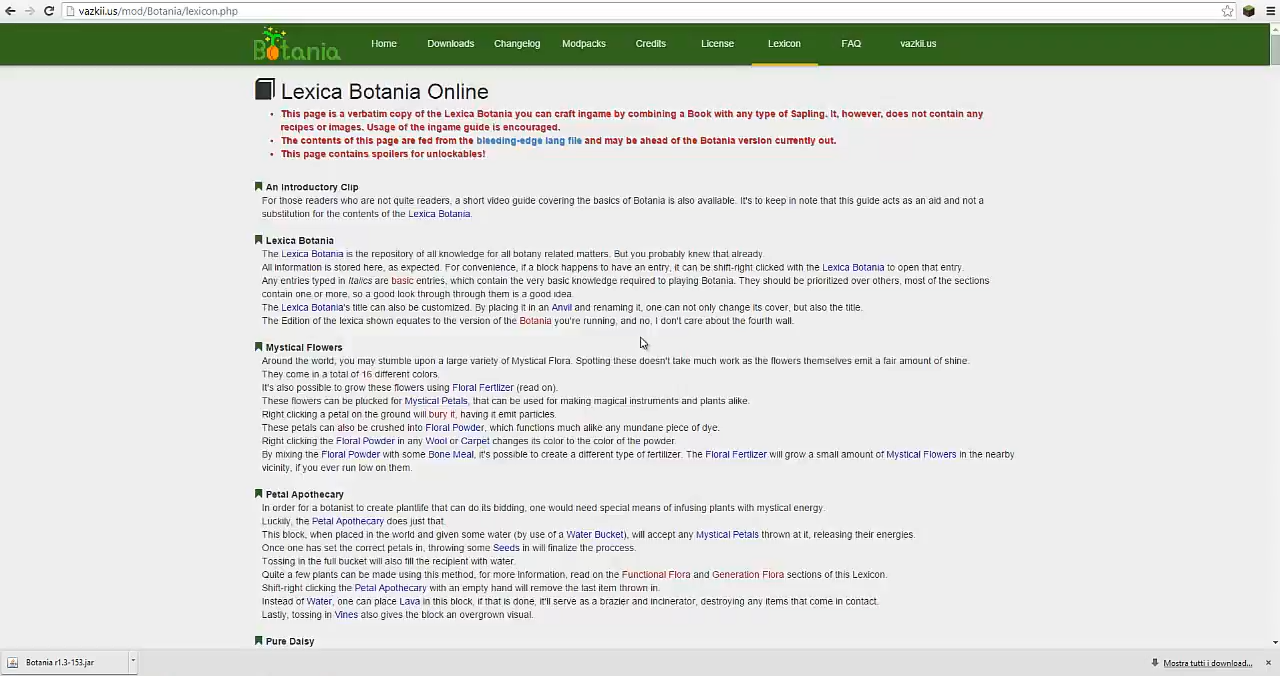 vazkii.us/mod/Botania/lexicon.php
Botania
Home Downloads Changelog Modpacks Credits License Lexicon FAQ vazkii.us
Lexica Botania Online
• This page is a verbatim copy of the Lexica Botania you can craft ingame by combining a Book with any type of Sapling. It, however, does not contain any
recipes or images. Usage of the ingame guide is encouraged.
• The contents of this page are fed from the bleeding-edge lang file and may be ahead of the Botania version currently out.
• This page contains spoilers for unlockables!
An Introductory Clip
For those readers who are not quite readers, a short video guide covering the basics of Botania is also available. It's to keep in note that this guide acts as an aid and not a
substitution for the contents of the Lexica Botania.
Lexica Botania
The Lexica Botania is the repository of all knowledge for all botany related matters. But you probably knew that already.
All information is stored here, as expected. For convenience, if a block happens to have an entry, it can be shift-right clicked with the Lexica Botania to open that entry.
Any entries typed in Italics are basic entries, which contain the very basic knowledge required to playing Botania. They should be prioritized over others, most of the sections
contain one or more, so a good look through through them is a good idea.
The Lexica Botania's title can also be customized. By placing it in an Anvil and renaming it, one can not only change its cover, but also the title.
The Edition of the lexica shown equates to the version of the Botania you're running, and no, I don't care about the fourth wall.
Mystical Flowers
Around the world, you may stumble upon a large variety of Mystical Flora. Spotting these doesn't take much work as the flowers themselves emit a fair amount of shine.
They come in a total of 16 different colors.
It's also possible to grow these flowers using Floral Fertlizer (read on).
These flowers can be plucked for Mystical Petals, that can be used for making magical instruments and plants alike.
Right clicking a petal on the ground will bury it, having it emit particles.
These petals can also be crushed into Floral Powder, which functions much alike any mundane piece of dye.
Right clicking the Floral Powder in any Wool or Carpet changes its color to the color of the powder.
By mixing the Floral Powder with some Bone Meal, it's possible to create a different type of fertilizer. The Floral Fertlizer will grow a small amount of Mystical Flowers in the nearby
vicinity, if you ever run low on them.
Petal Apothecary
In order for a botanist to create plantlife that can do its bidding, one would need special means of infusing plants with mystical energy.
Luckily, the Petal Apothecary does just that.
This block, when placed in the world and given some water (by use of a Water Bucket), will accept any Mystical Petals thrown at it, releasing their energies.
Once one has set the correct petals in, throwing some Seeds in will finalize the proccess.
Tossing in the full bucket will also fill the recipient with water.
Quite a few plants can be made using this method, for more Information, read on the Functional Flora and Generation Flora sections of this Lexicon.
Shift-right clicking the Petal Apothecary with an empty hand will remove the last item thrown in.
Instead of Water, one can place Lava in this block, if that is done, it'll serve as a brazier and incinerator, destroying any items that come in contact.
Lastly, tossing in Vines also gives the block an overgrown visual.
Pure Daisy
Botania r1.3-153.jar
Mostra tutti i download...